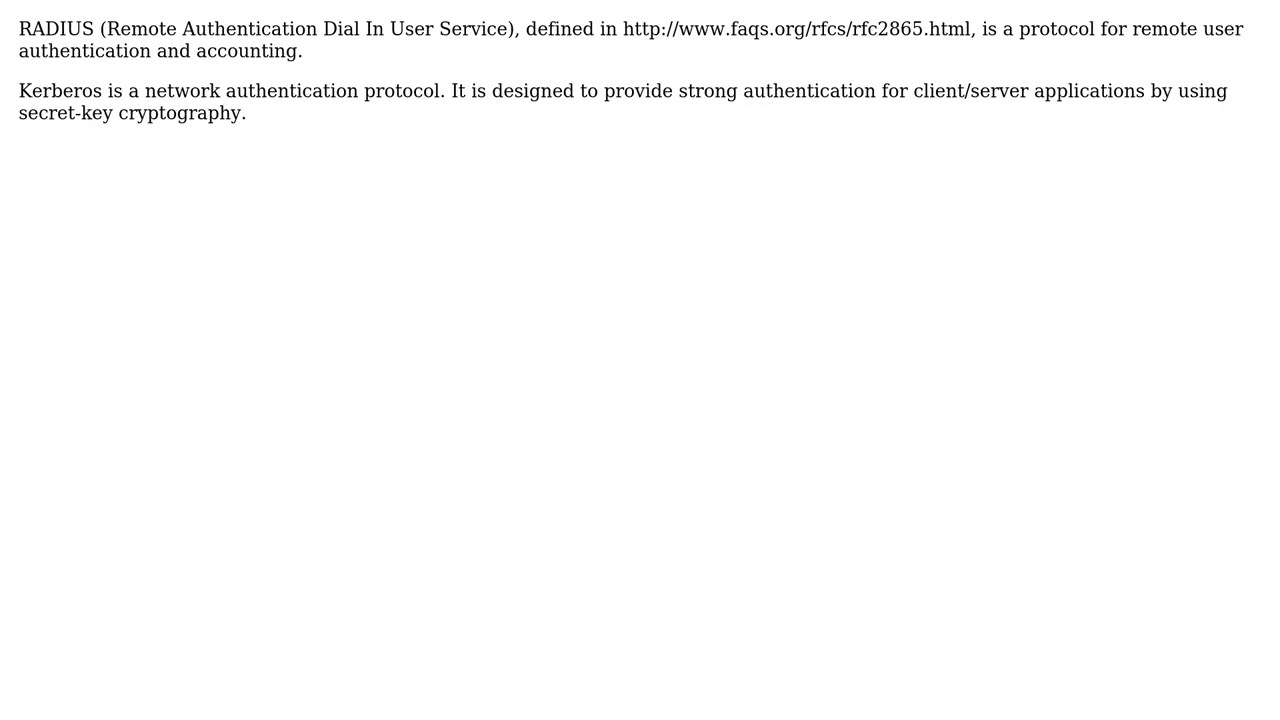 RADIUS (Remote Authentication Dial In User Service), defined in http://www.faqs.org/rfcs/rfc2865.html, is a protocol for remote user
authentication and accounting.
Kerberos is a network authentication protocol. It is designed to provide strong authentication for client/server applications by using
secret-key cryptography.